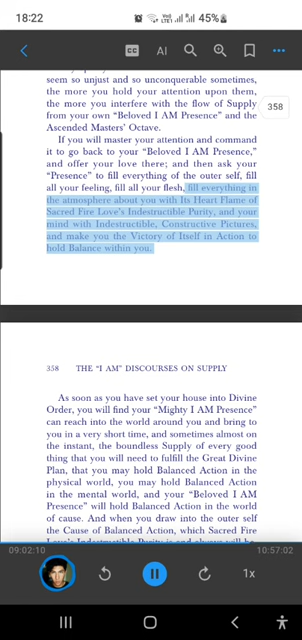 18:22
45%
CC AI
358
seem so unjust and so unconquerable sometimes,
the more you hold your attention upon them,
the more you interfere with the flow of Supply
from your own “Beloved I AM Presence” and the
Ascended Masters’ Octave.
If you will master your attention and command
it to go back to your “Beloved I AM Presence,”
and offer your love there; and then ask your
“Presence” to fill everything of the outer self, fill
all your feeling, fill all your flesh, fill everything in
the atmosphere about you with Its Heart Flame of
Sacred Fire Love’s Indestructible Purity, and your
mind with Indestructible, Constructive Pictures,
and make you the Victory of Itself in Action to
hold Balance within you.
358 THE “I AM” DISCOURSES ON SUPPLY
As soon as you have set your house into Divine
Order, you will find your “Mighty I AM Presence”
can reach into the world around you and bring to
you in a very short time, and sometimes almost on
the instant, the boundless Supply of every good
thing that you will need to fulfill the Great Divine
Plan, that you may hold Balanced Action in the
physical world, you may hold Balanced Action
in the mental world, and your “Beloved I AM
Presence” will hold Balanced Action in the world
of cause. And when you draw into the outer self
the Cause of Balanced Action, which Sacred Fire
Love’s Indestructible Purity is and always will be,
09:02:10 10:57:02
1x